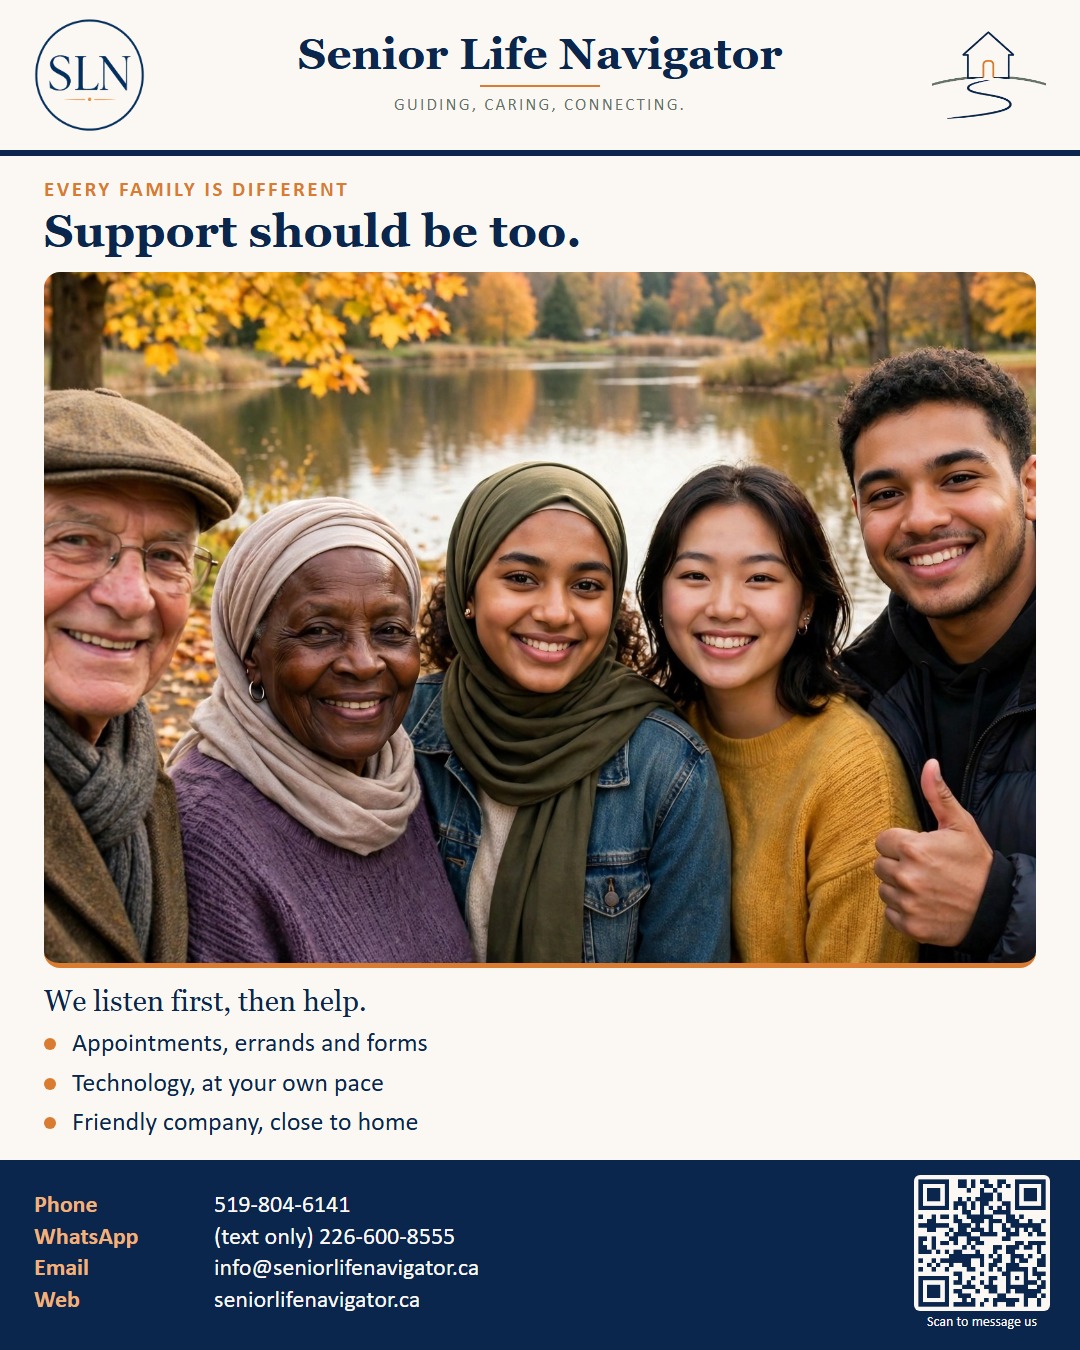 SLN
Senior Life Navigator
GUIDING, CARING, CONNECTING.
EVERY FAMILY IS DIFFERENT
Support should be too.
We listen first, then help.
Appointments, errands and forms
Technology, at your own pace
Friendly company, close to home
Phone 519-804-6141
WhatsApp (text only) 226-600-8555
Email info@seniorlifenavigator.ca
Web seniorlifenavigator.ca
Scan to message us